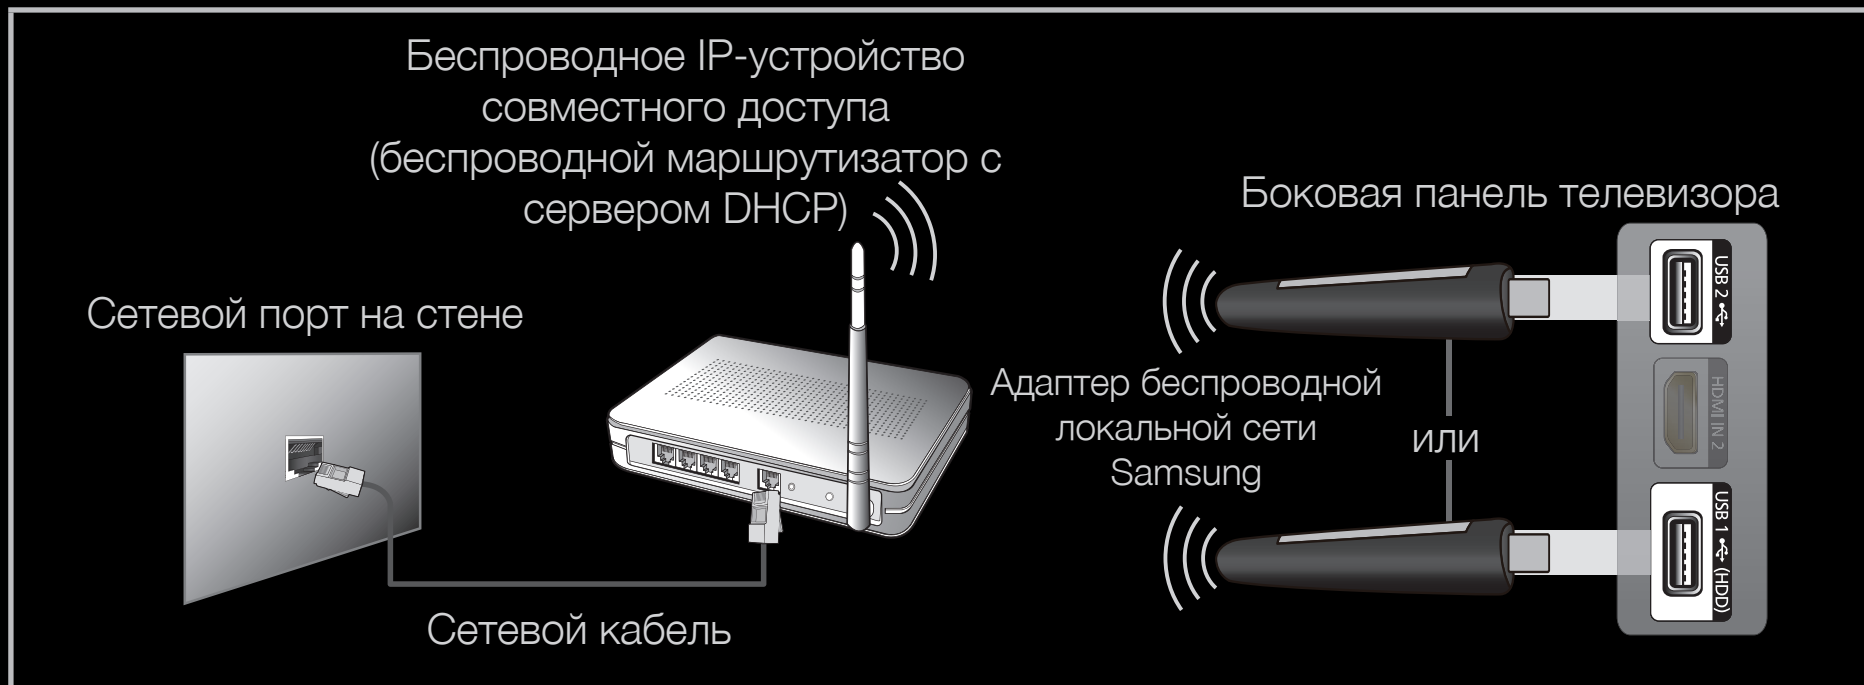 Беспроводное IP-устройство
совместного доступа
(беспроводной маршрутизатор с
сервером DHCP)
Боковая панель телевизора
Сетевой порт на стене
Адаптер беспроводной
локальной сети
Samsung
или
USB 2
HDMI IN 2
USB 1 (HDD)
Сетевой кабель